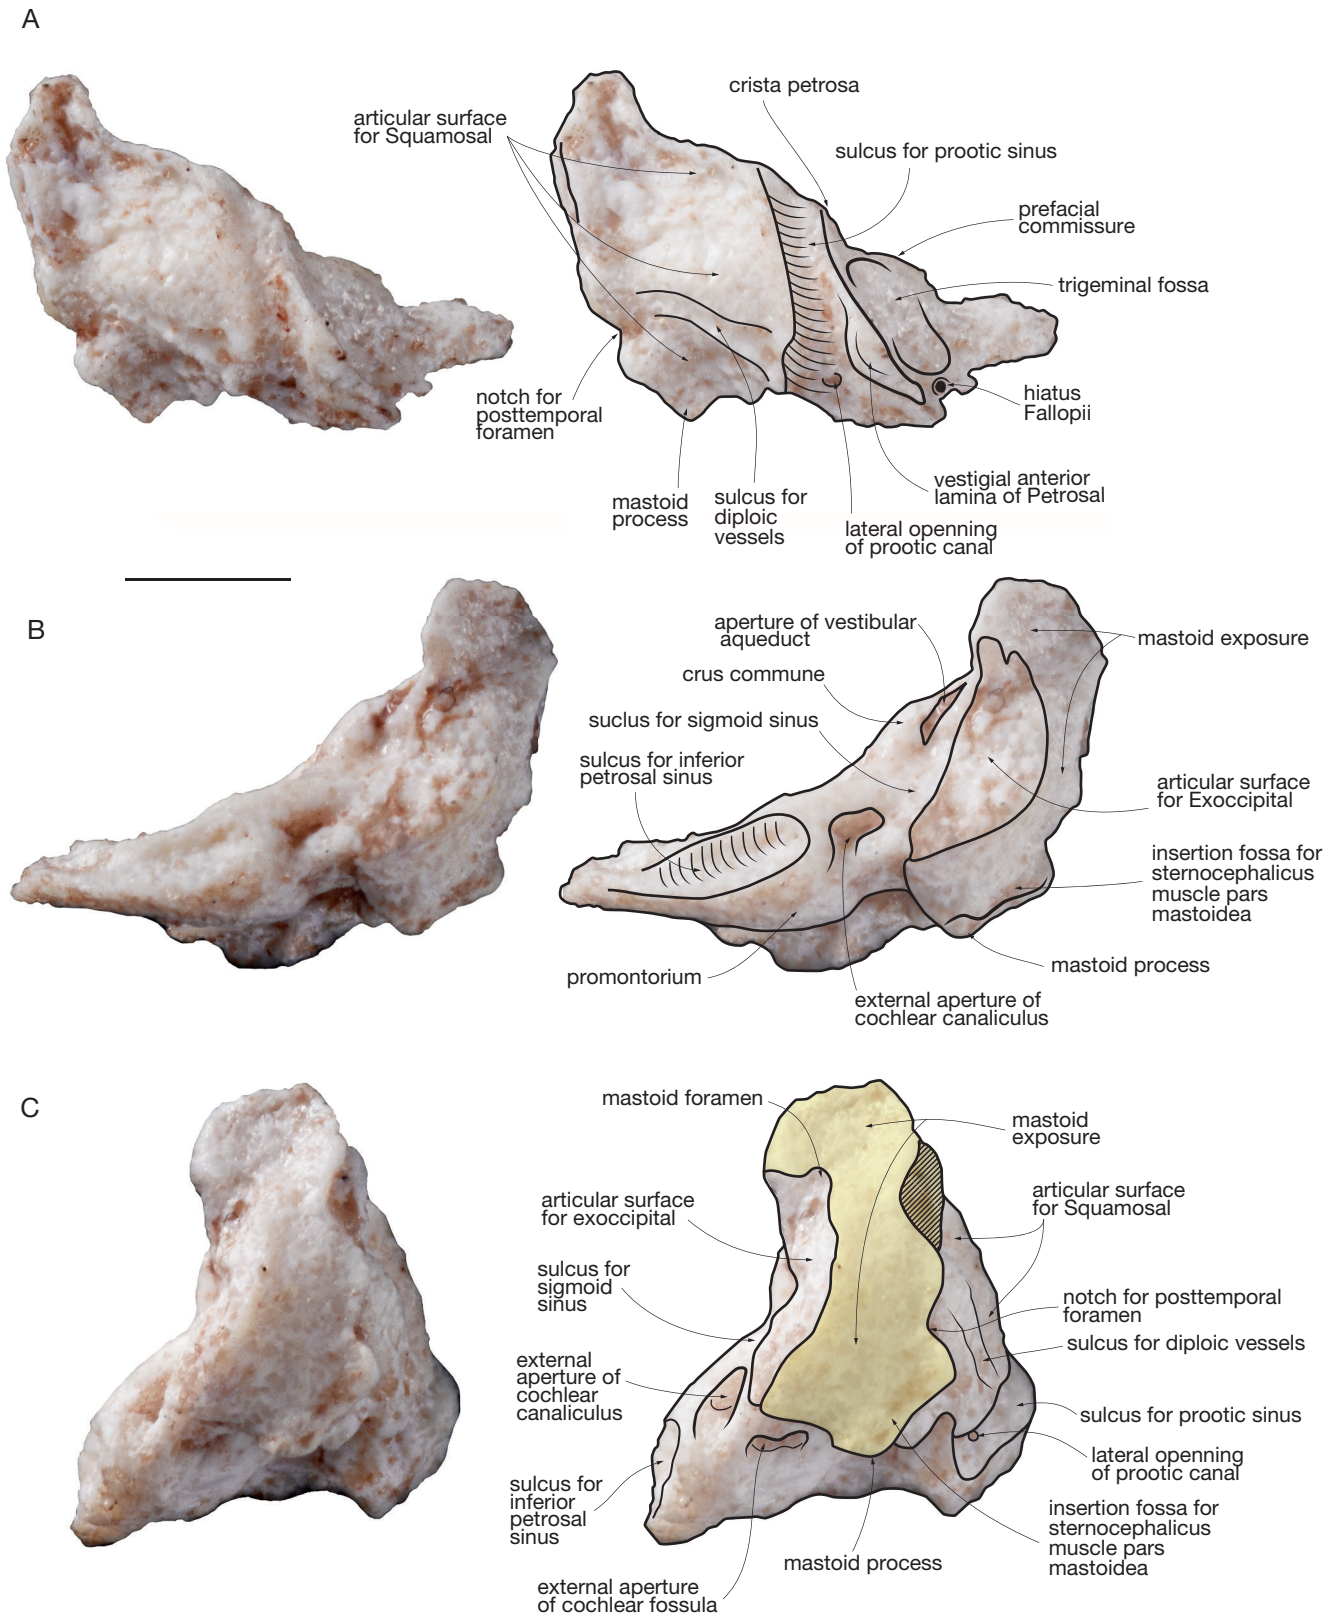 A
articular surface
for Squamosal
crista petrosa
sulcus for prootic sinus
prefacial
commissure
trigeminal fossa
hiatus
Fallopii
notch for
posttemporal
foramen
vestigial anterior
lamina of Petrosal
mastoid
process
sulcus for
diploic
vessels
lateral openning
of prootic canal
B
aperture of vestibular
aqueduct
mastoid exposure
crus commune
suclus for sigmoid sinus
sulcus for inferior
petrosal sinus
articular surface
for Exoccipital
insertion fossa for
sternocephalicus
muscle pars
mastoidea
mastoid process
promontorium
external aperture of
cochlear canaliculus
C
mastoid foramen
mastoid
exposure
articular surface
for exoccipital
articular surface
for Squamosal
sulcus for
sigmoid
sinus
notch for posttemporal
foramen
sulcus for diploic vessels
external
aperture of
cochlear
canaliculus
sulcus for prootic sinus
lateral openning
of prootic canal
sulcus for
inferior
petrosal
sinus
insertion fossa for
sternocephalicus
muscle pars
mastoidea
mastoid process
external aperture
of cochlear fossula